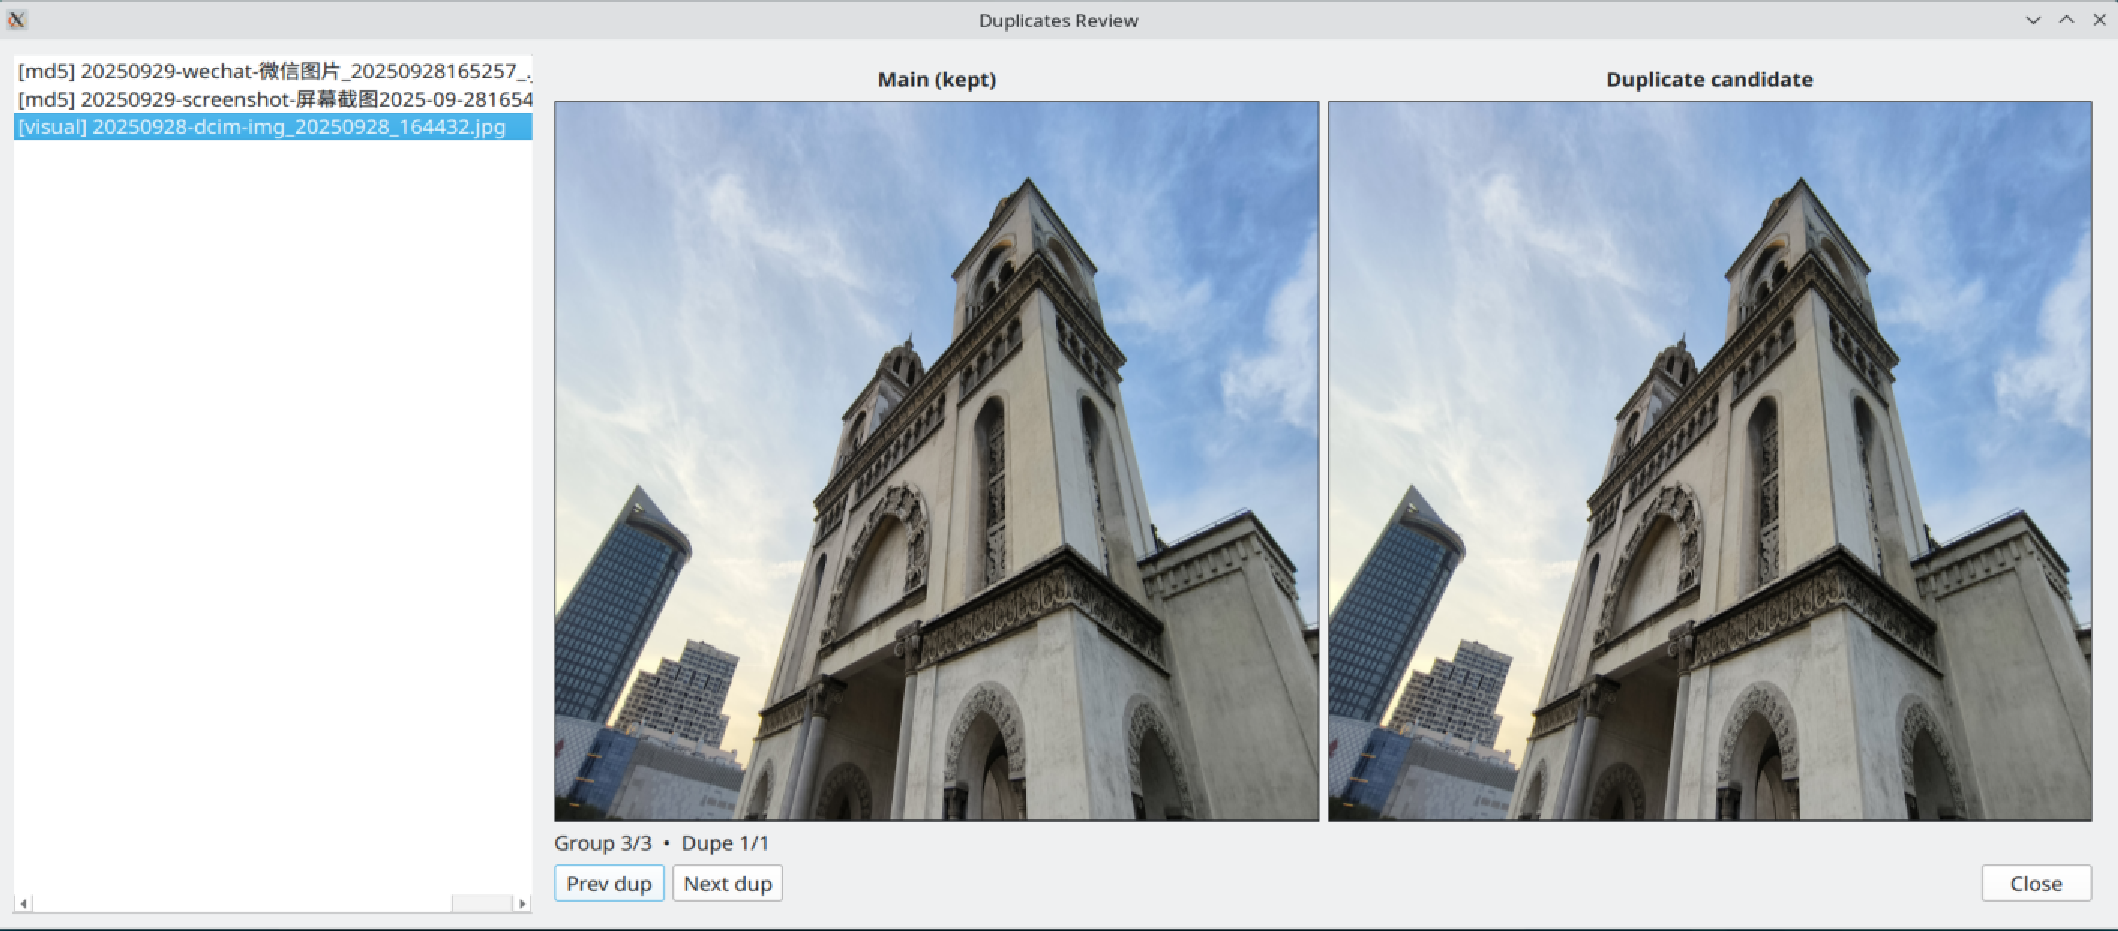 Duplicates Review
[md5] 20250929-wechat-微信图片_20250928165257_.
[md5] 20250929-screenshot-屏幕截图2025-09-281654
[visual] 20250928-dcim-img_20250928_164432.jpg
Main (kept)
Duplicate candidate
Group 3/3 • Dupe 1/1
Prev dup
Next dup
Close